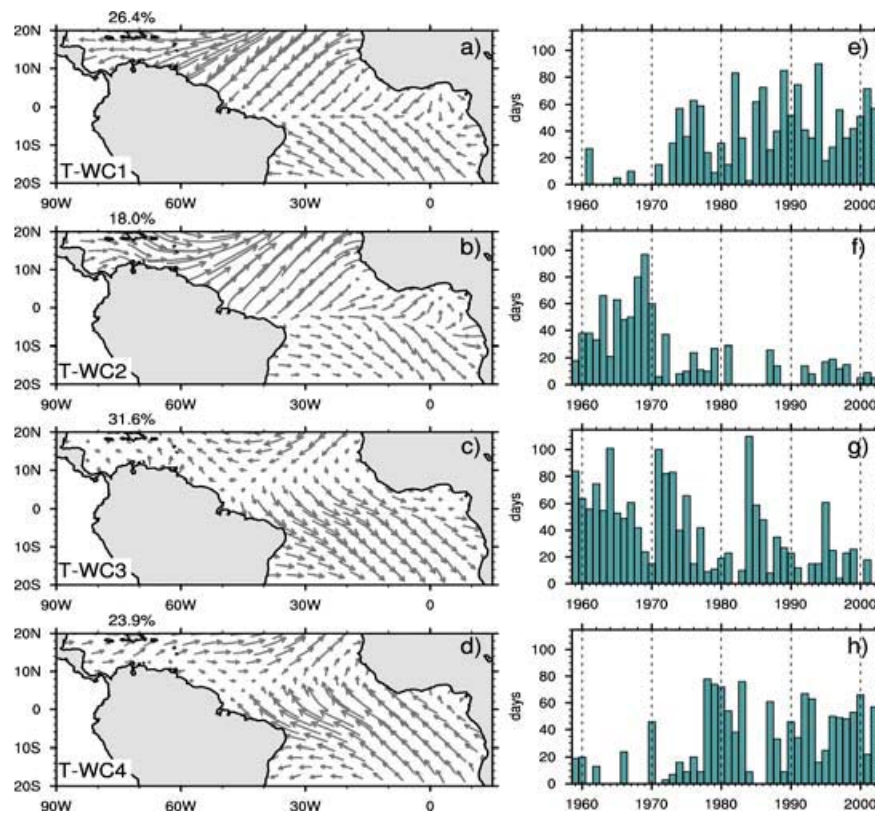 26.4%
20N
10N
0
10S
20S
a)
T-WC1
90W 60W 30W 0
days
100
80
60
40
20
0
e)
1960 1970 1980 1990 2000
18.0%
20N
10N
0
10S
20S
b)
T-WC2
90W 60W 30W 0
days
100
80
60
40
20
0
f)
1960 1970 1980 1990 2000
31.6%
20N
10N
0
10S
20S
c)
T-WC3
90W 60W 30W 0
days
100
80
60
40
20
0
g)
1960 1970 1980 1990 2000
23.9%
20N
10N
0
10S
20S
d)
T-WC4
90W 60W 30W 0
days
100
80
60
40
20
0
h)
1960 1970 1980 1990 2000